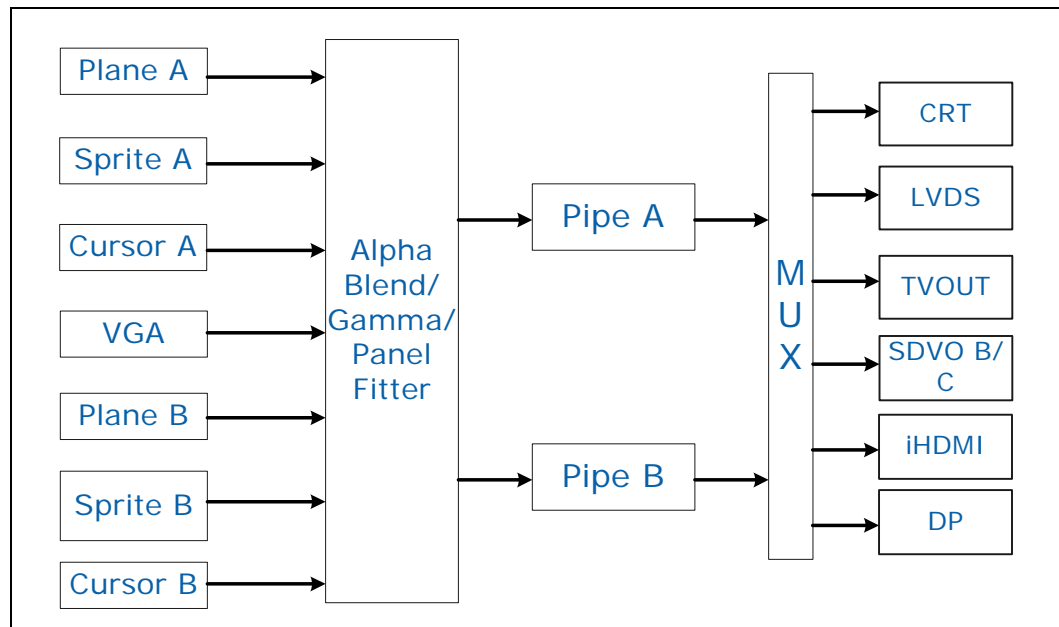 Plane A
Sprite A
Cursor A
VGA
Plane B
Sprite B
Cursor B
Alpha
Blend/
Gamma/
Panel
Fitter
Pipe A
Pipe B
M
U
X
CRT
LVDS
TVOUT
SDVO B/
C
iHDMI
DP